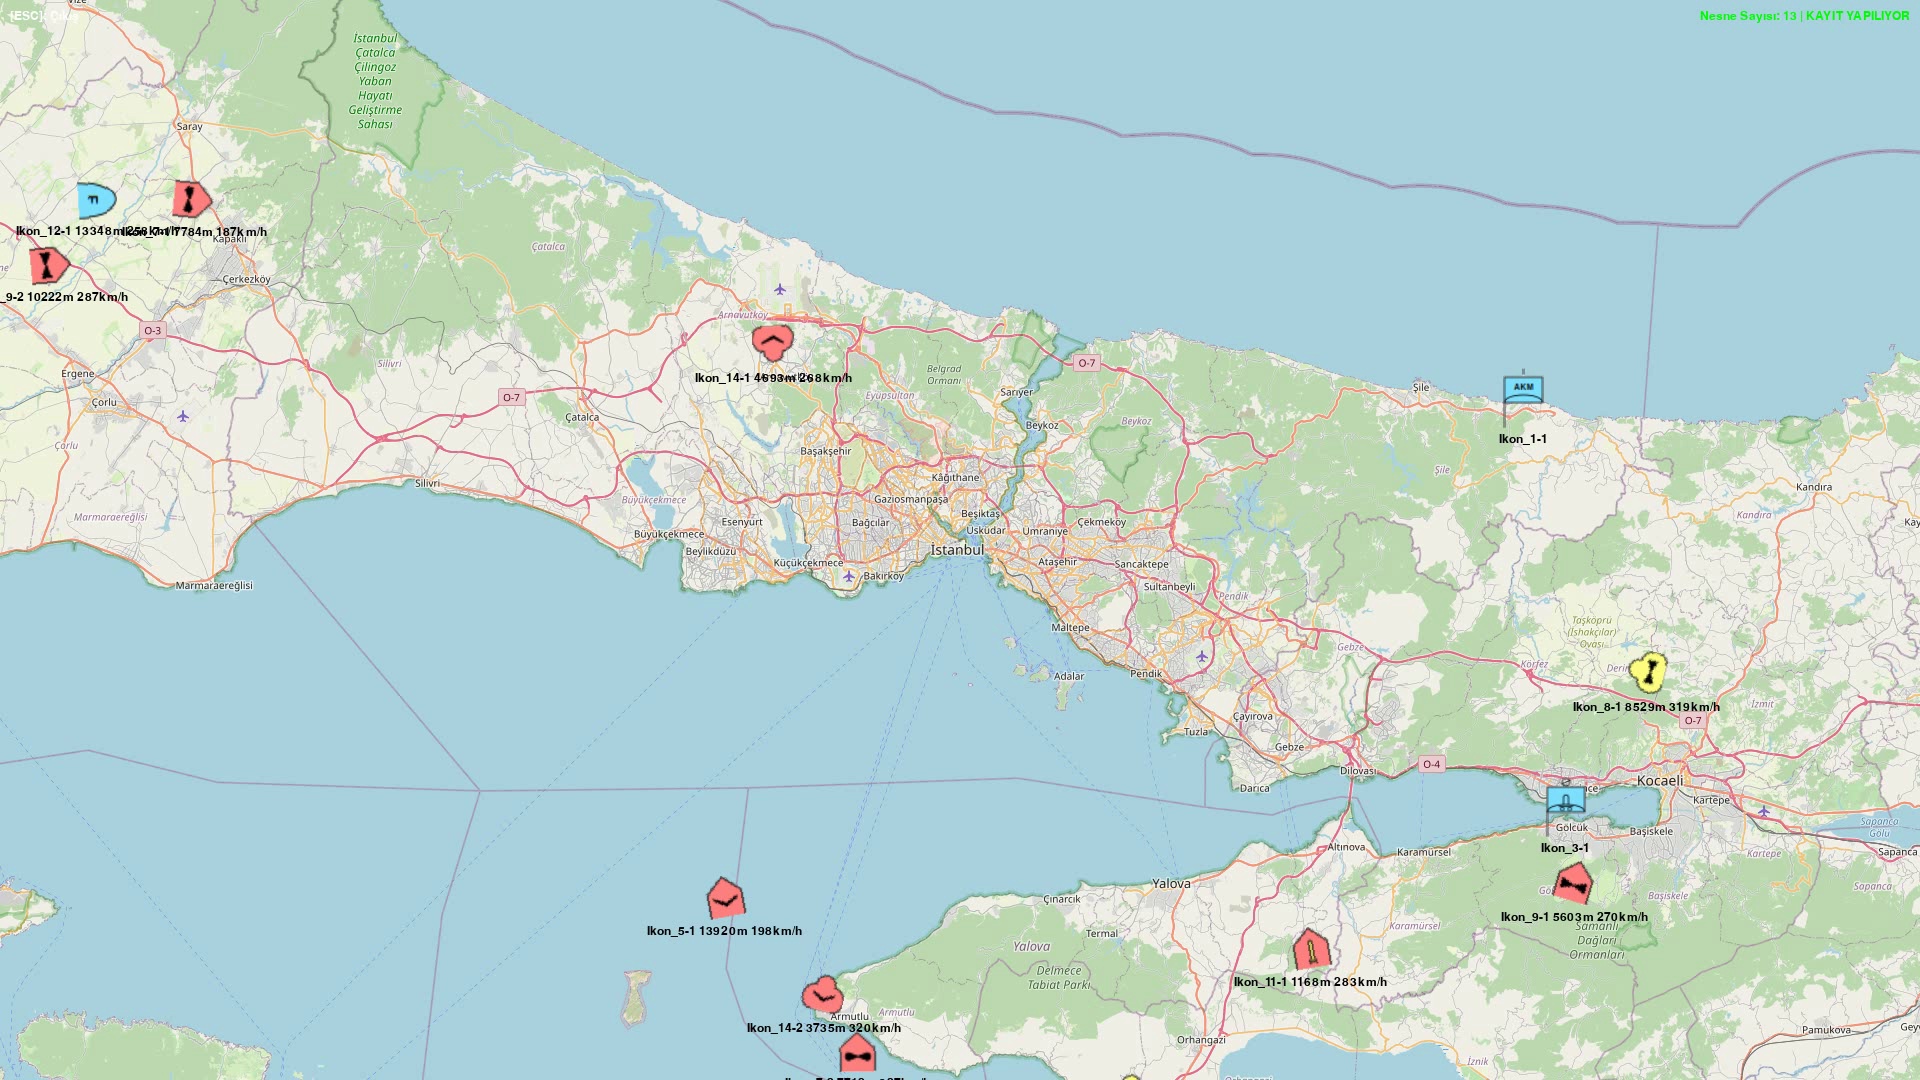 [ESC]: Çıkış
Nesne Sayısı: 13 | KAYIT YAPILIYOR
Vize
İstanbul
Çatalca
Çilingoz
Yaban
Hayatı
Geliştirme
Sahası
Saray
Ikon_12-1 13348m 258km/h
7784m 187km/h
Kapaklı
Çatalca
Çerkezköy
_9-2 10222m 287km/h
O-3
Arnavutköy
Silivri
Ergene
Ikon_14-1 4693m 268km/h
Belgrad
Ormanı
O-7
O-7
Sarıyer
Eyüpsultan
Çorlu
Çatalca
Şile
AKM
Ikon_1-1
Beykoz
Beykoz
Çorlu
Başakşehir
Şile
Silivri
Kâğıthane
Kandıra
Gaziosmanpaşa
Büyükçekmece
Marmaraereğlisi
Beşiktaş
Kandıra
Esenyurt
Bağcılar
Çekmeköy
Üsküdar
Ümraniye
Büyükçekmece
Beylikdüzü
İstanbul
Küçükçekmece
Ataşehir
Sancaktepe
Bakırköy
Marmaraereğlisi
Sultanbeyli
Pendik
Maltepe
Taşköprü
(İshakçılar)
Ovası
Gebze
Körfez
Adalar
Pendik
Ikon_8-1 8529m 319km/h
İzmit
O-7
Çayırova
Tuzla
Gebze
O-4
Dilovası
Kocaeli
Darıca
Kartepe
Sapanca
Gölü
Gölcük
Başiskele
Ikon_3-1
Altınova
Karamürsel
Kartepe
Sapanca
Yalova
Sapanca
Çınarcık
Başiskele
Ikon_9-1 5603m 270km/h
Ikon_5-1 13920m 198km/h
Termal
Karamürsel
Samanlı
Dağları
Ormanları
Yalova
Delmece
Tabiat Parkı
Ikon_11-1 1168m 283km/h
Armutlu
Armutlu
Ikon_14-2 3735m 320km/h
Orhangazi
Pamukova
İznik